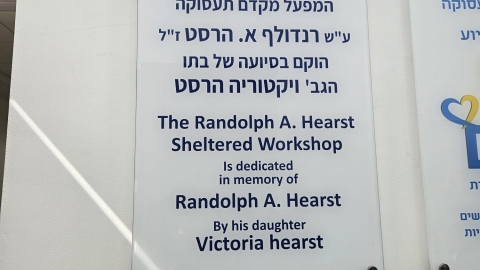 המפעל מקדם תעסוקה
ע"ש רנדולף א. הרסט ז"ל
הוקם בסיועה של בתו
הגב' ויקטוריה הרסט
The Randolph A. Hearst
Sheltered Workshop
Is dedicated
in memory of
Randolph A. Hearst
By his daughter
Victoria hearst